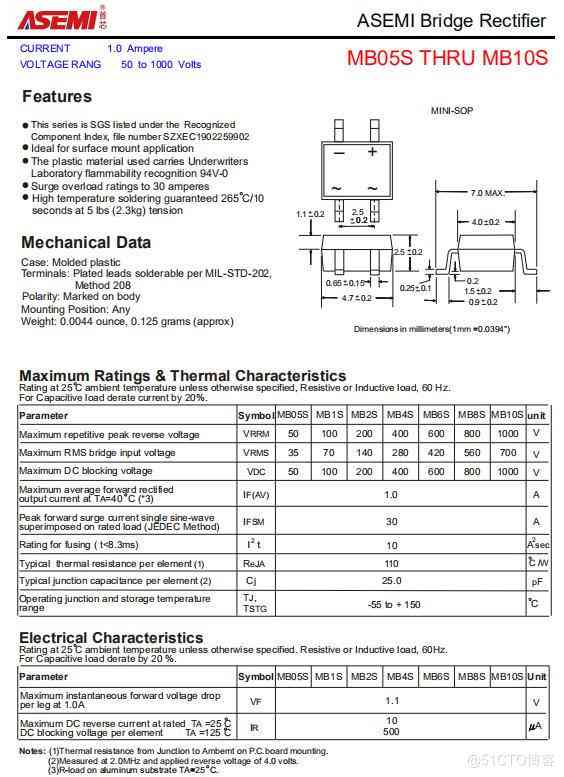 ASEMI
ASEMI Bridge Rectifier
CURRENT 1.0 Ampere
VOLTAGE RANG 50 to 1000 Volts
MB05S THRU MB10S
Features
This series is SGS listed under the Recognized
Component Index, file number SZXEC1902259902
Ideal for surface mount application
The plastic material used carries Underwriters
Laboratory flammability recognition 94V-0
Surge overload ratings to 30 amperes
High temperature soldering guaranteed 265℃/10
seconds at 5 lbs (2.3kg) tension
MINI-SOP
− +
~ ~
7.0 MAX.
1.1±0.2
2.5
±0.2
4.0±0.2
2.5±0.2
0.65±0.15
4.7±0.2
0.25±0.1
0.2
1.5±0.2
0.9±0.2
Dimensions in millimeters(1mm =0.0394")
Mechanical Data
Case: Molded plastic
Terminals: Plated leads solderable per MIL-STD-202,
Method 208
Polarity: Marked on body
Mounting Position: Any
Weight: 0.0044 ounce, 0.125 grams (approx)
Maximum Ratings & Thermal Characteristics
Rating at 25℃ ambient temperature unless otherwise specified, Resistive or Inductive load, 60 Hz.
For Capacitive load derate current by 20%.
Parameter Symbol MB05S MB1S MB2S MB4S MB6S MB8S MB10S unit
Maximum repetitive peak reverse voltage VRRM 50 100 200 400 600 800 1000 V
Maximum RMS bridge input voltage VRMS 35 70 140 280 420 560 700 V
Maximum DC blocking voltage VDC 50 100 200 400 600 800 1000 V
Maximum average forward rectified
output current at TA=40℃ (*3) IF(AV) 1.0 A
Peak forward surge current single sine-wave
superimposed on rated load (JEDEC Method) IFSM 30 A
Rating for fusing ( t<8.3ms) I²t 10 A²sec
Typical thermal resistance per element (1) ReJA 110 ℃/W
Typical junction capacitance per element (2) Cj 25.0 pF
Operating junction and storage temperature
range TJ, TSTG -55 to + 150 ℃
Electrical Characteristics
Rating at 25℃ ambient temperature unless otherwise specified. Resistive or Inductive load, 60Hz.
For Capacitive load derate by 20 %.
Parameter Symbol MB05S MB1S MB2S MB4S MB6S MB8S MB10S Unit
Maximum instantaneous forward voltage drop
per leg at 1.0A VF 1.1 V
Maximum DC reverse current at rated TA =25℃ 10
DC blocking voltage per element TA =125℃ IR 500 μA
Notes: (1)Thermal resistance from Junction to Ambemt on P.C.board mounting.
(2)Measured at 2.0MHz and applied reverse voltage of 4.0 volts.
(3)R-load on aluminum substrate TA=25℃.
@51CTO博客